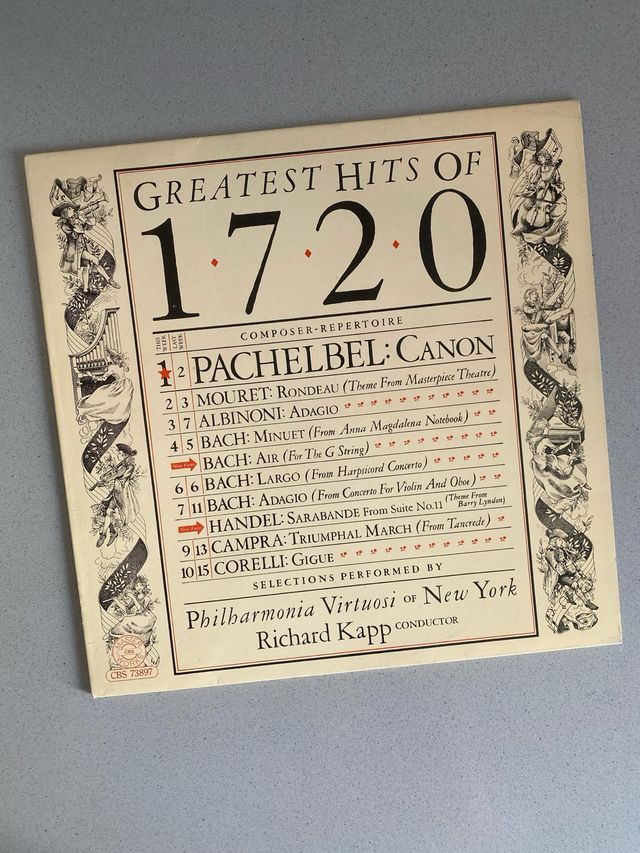 GREATEST HITS OF
1·7·2·0
COMPOSER-REPERTOIRE
THIS WEEK LAST WEEK
1 2 PACHELBEL: CANON
2 3 MOURET: RONDEAU (Theme From Masterpiece Theatre)
3 7 ALBINONI: ADAGIO
4 5 BACH: MINUET (From Anna Magdalena Notebook)
New Entry BACH: AIR (For The G String)
6 6 BACH: LARGO (From Harpsicord Concerto)
7 11 BACH: ADAGIO (From Concerto For Violin And Oboe)
New Entry HANDEL: SARABANDE From Suite No.11 (Theme From Barry Lyndon)
9 13 CAMPRA: TRIUMPHAL MARCH (From Tancrede)
10 15 CORELLI: GIGUE
SELECTIONS PERFORMED BY
Philharmonia Virtuosi OF New York
Richard Kapp CONDUCTOR
MASTERWORKS
CBS
CBS 73897